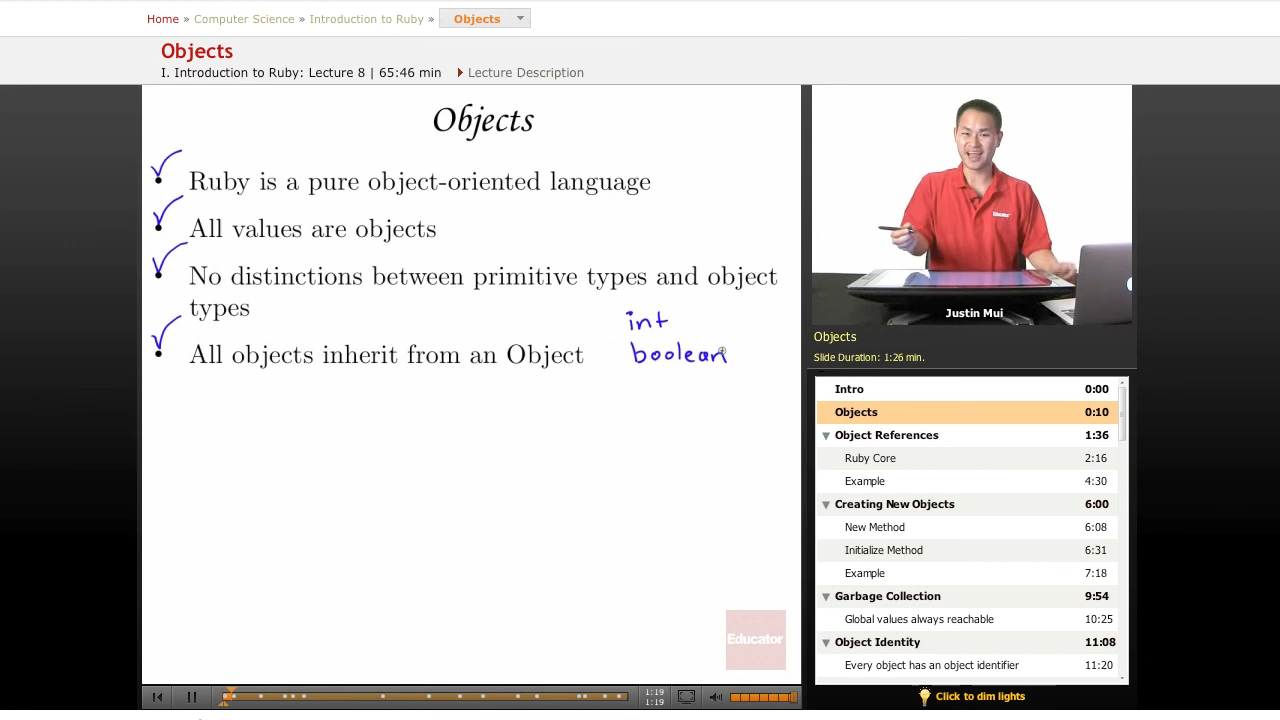 Home » Computer Science » Introduction to Ruby » Objects
Objects
I. Introduction to Ruby: Lecture 8 | 65:46 min Lecture Description
Objects
• Ruby is a pure object-oriented language
• All values are objects
• No distinctions between primitive types and object
types
int
• All objects inherit from an Object
boolean
Educator
Educator
Justin Mui
Objects
Slide Duration: 1:26 min.
Intro 0:00
Objects 0:10
Object References 1:36
Ruby Core 2:16
Example 4:30
Creating New Objects 6:00
New Method 6:08
Initialize Method 6:31
Example 7:18
Garbage Collection 9:54
Global values always reachable 10:25
Object Identity 11:08
Every object has an object identifier 11:20
1:19
1:19
Click to dim lights